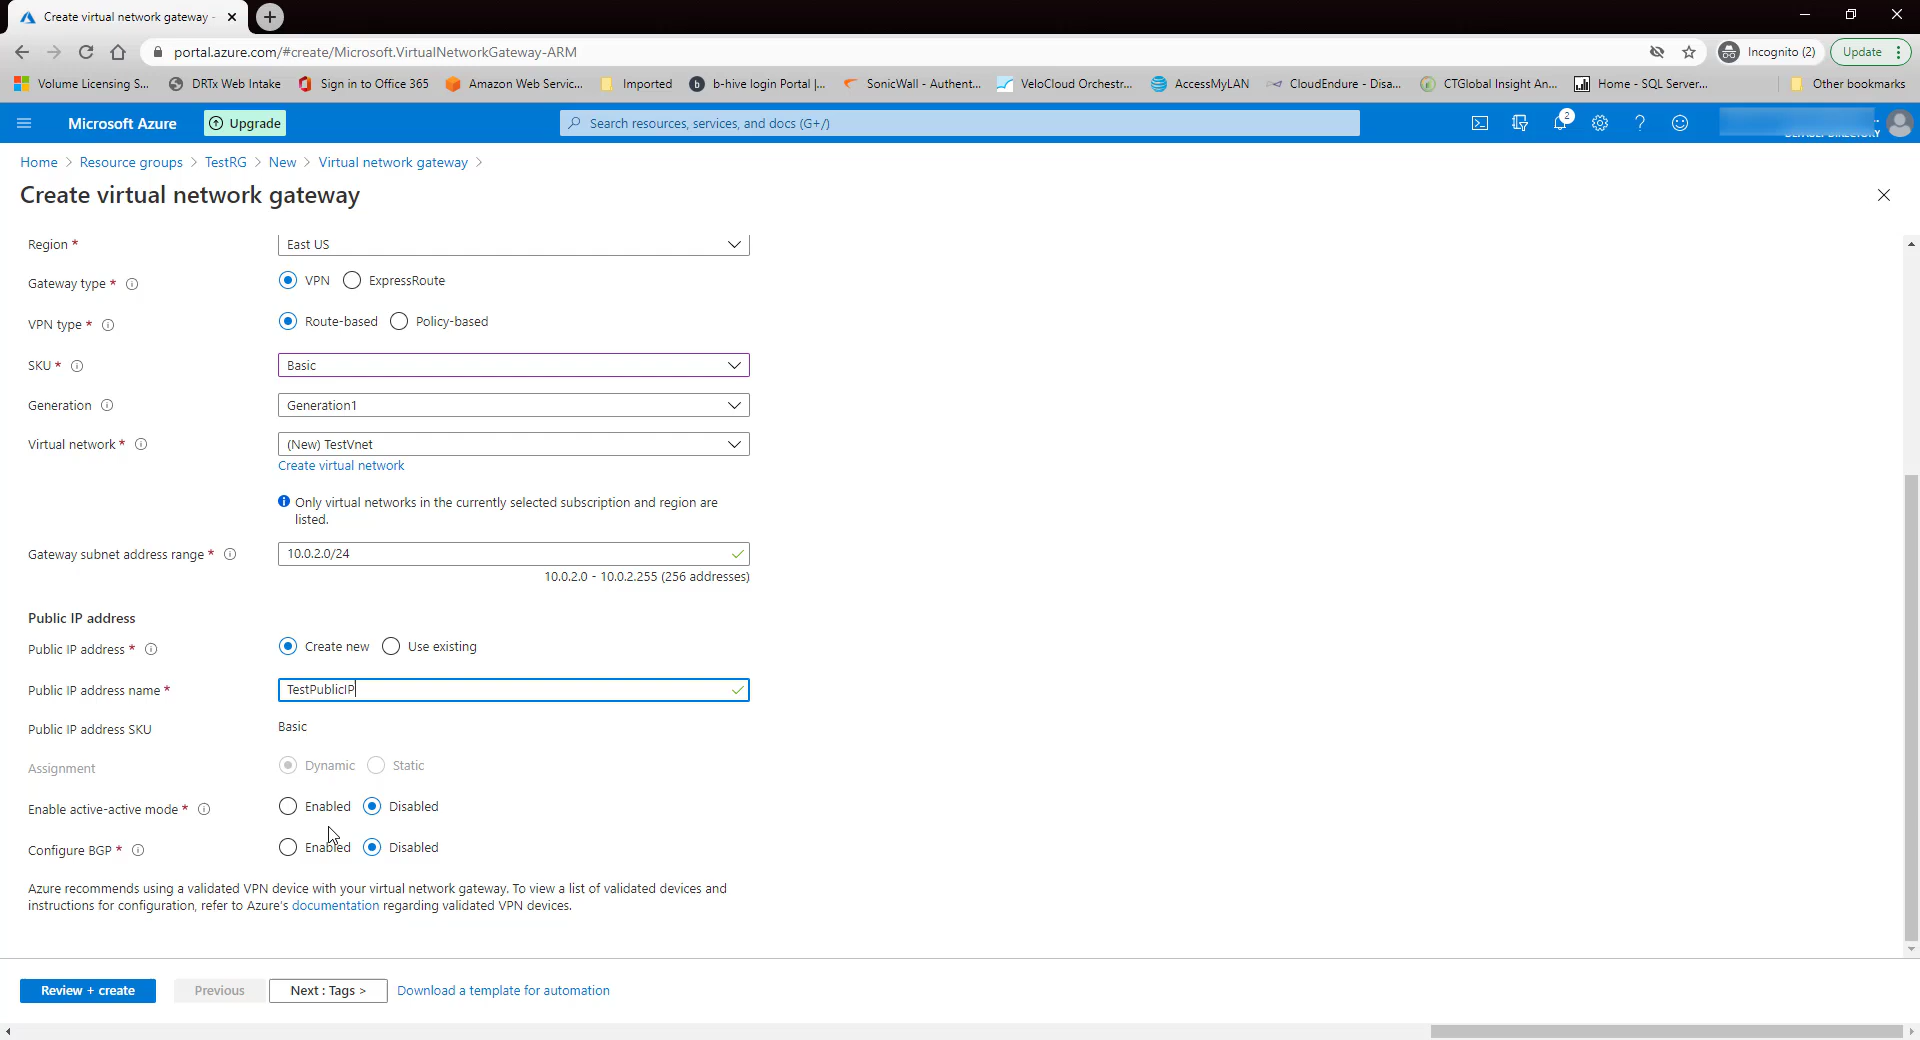 Create virtual network gateway -
portal.azure.com/#create/Microsoft.VirtualNetworkGateway-ARM
Incognito (2)
Update
Volume Licensing S...
DRTx Web Intake
Sign in to Office 365
Amazon Web Servic...
Imported
b-hive login Portal |...
SonicWall - Authent...
VeloCloud Orchestr...
AccessMyLAN
CloudEndure - Disa...
CTGlobal Insight An...
Home - SQL Server...
Other bookmarks
Microsoft Azure
Upgrade
Search resources, services, and docs (G+/)
2
Home > Resource groups > TestRG > New > Virtual network gateway >
Create virtual network gateway
Region *
East US
Gateway type *
VPN
ExpressRoute
VPN type *
Route-based
Policy-based
SKU *
Basic
Generation
Generation1
Virtual network *
(New) TestVnet
Create virtual network
Only virtual networks in the currently selected subscription and region are
listed.
Gateway subnet address range *
10.0.2.0/24
10.0.2.0 - 10.0.2.255 (256 addresses)
Public IP address
Public IP address *
Create new
Use existing
Public IP address name *
TestPublicIP
Public IP address SKU
Basic
Assignment
Dynamic
Static
Enable active-active mode *
Enabled
Disabled
Configure BGP *
Enabled
Disabled
Azure recommends using a validated VPN device with your virtual network gateway. To view a list of validated devices and
instructions for configuration, refer to Azure's documentation regarding validated VPN devices.
Review + create
Previous
Next : Tags >
Download a template for automation